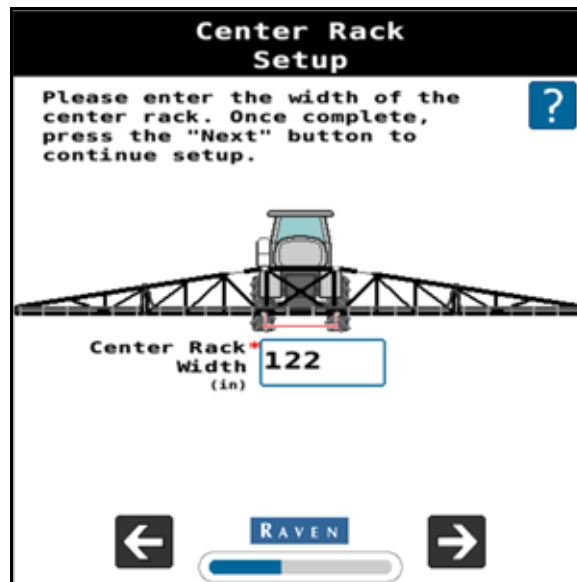 Center Rack
Setup
Please enter the width of the
center rack. Once complete,
press the "Next" button to
continue setup.
?
Center Rack*
Width
(in)
122
RAVEN